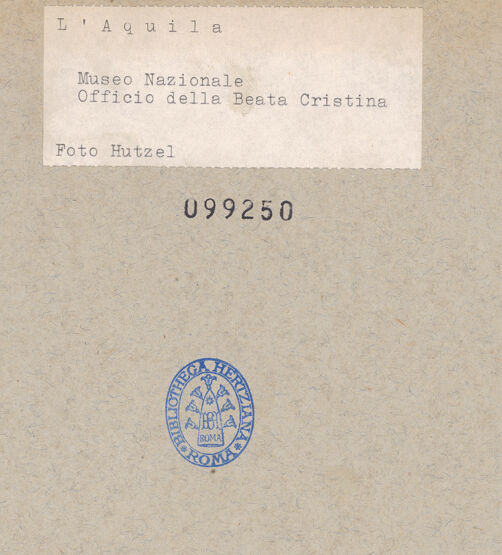 L'Aquila
Museo Nazionale
Officio della Beata Cristina
Foto Hutzel
099250
BIBLIOTHECA HERTZIANA
ROMA
ROMA